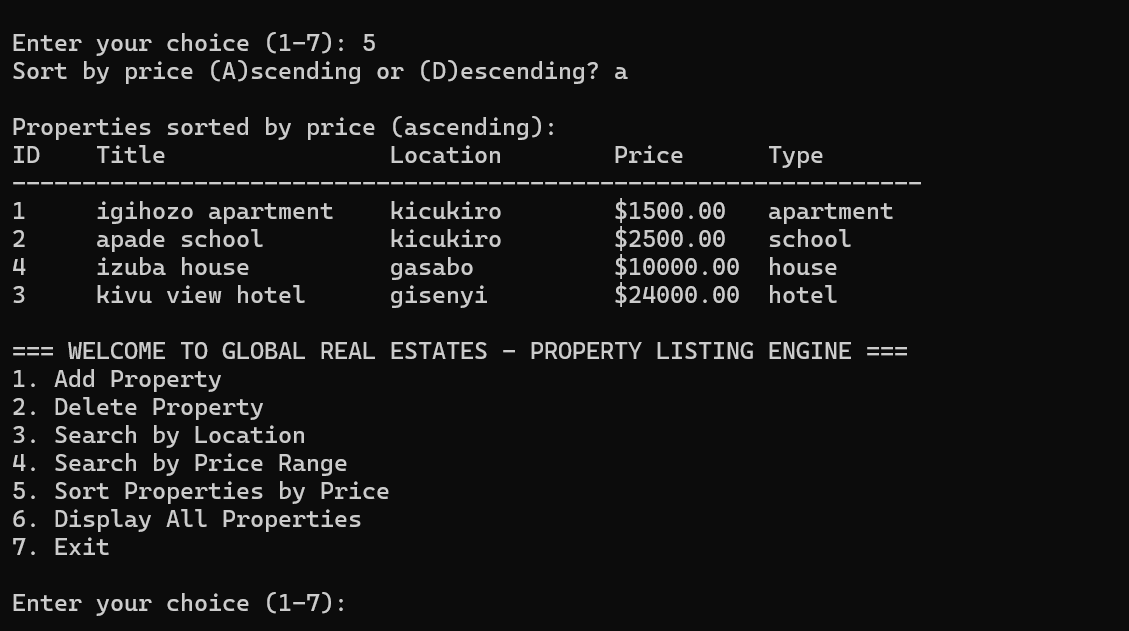 Enter your choice (1-7): 5
Sort by price (A)scending or (D)escending? a
Properties sorted by price (ascending):
ID    Title                Location        Price      Type
-----------------------------------------------------------------
1     igihozo apartment    kicukiro        $1500.00   apartment
2     apade school         kicukiro        $2500.00   school
4     izuba house          gasabo          $10000.00  house
3     kivu view hotel      gisenyi         $24000.00  hotel
=== WELCOME TO GLOBAL REAL ESTATES - PROPERTY LISTING ENGINE ===
1. Add Property
2. Delete Property
3. Search by Location
4. Search by Price Range
5. Sort Properties by Price
6. Display All Properties
7. Exit
Enter your choice (1-7):